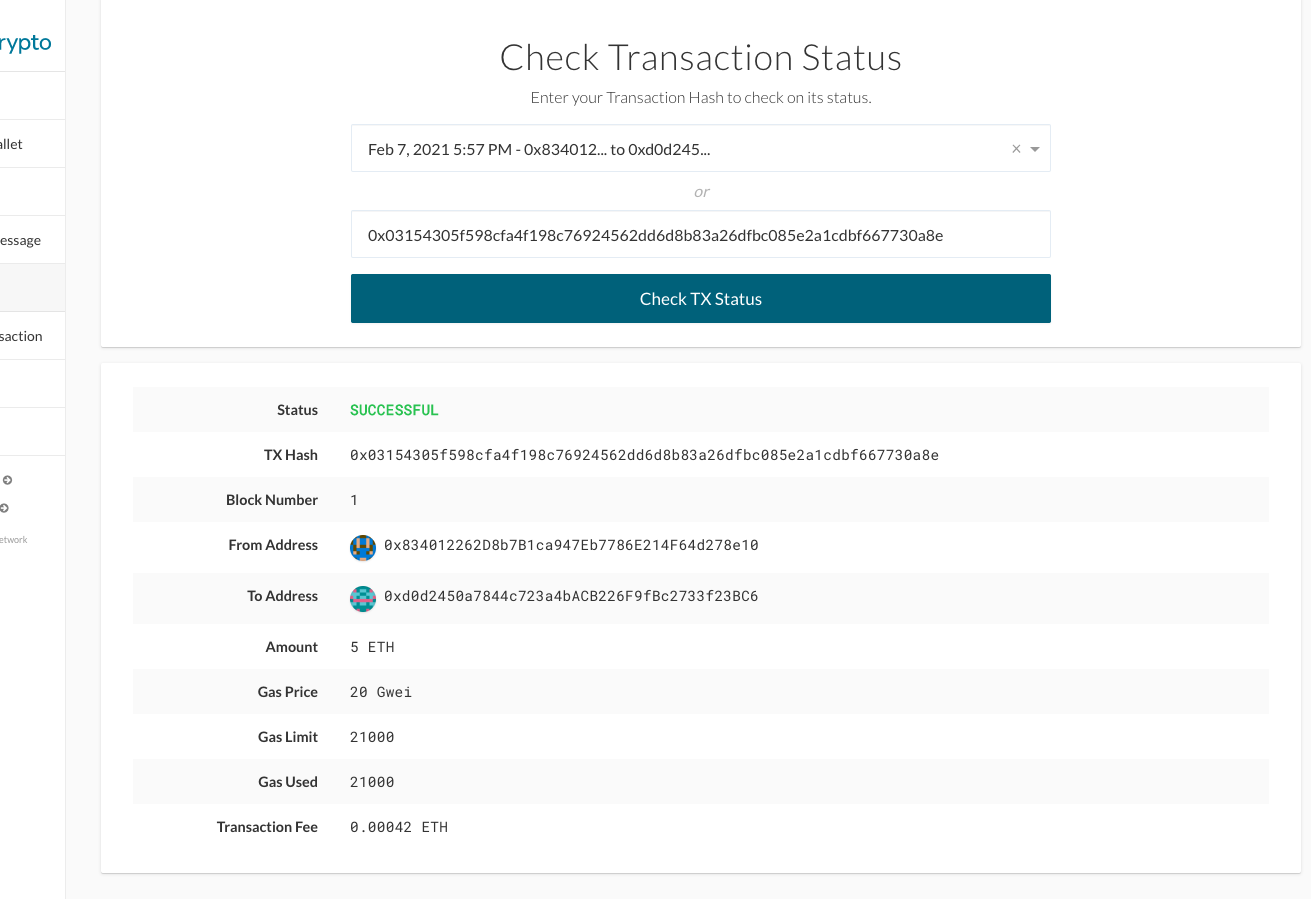 rypto
allet
essage
saction
etwork
Check Transaction Status
Enter your Transaction Hash to check on its status.
Feb 7, 2021 5:57 PM - 0x834012... to 0xd0d245...
or
0x03154305f598cfa4f198c76924562dd6d8b83a26dfbc085e2a1cdbf667730a8e
Check TX Status
Status SUCCESSFUL
TX Hash 0x03154305f598cfa4f198c76924562dd6d8b83a26dfbc085e2a1cdbf667730a8e
Block Number 1
From Address 0x834012262D8b7B1ca947Eb7786E214F64d278e10
To Address 0xd0d2450a7844c723a4bACB226F9fBc2733f23BC6
Amount 5 ETH
Gas Price 20 Gwei
Gas Limit 21000
Gas Used 21000
Transaction Fee 0.00042 ETH